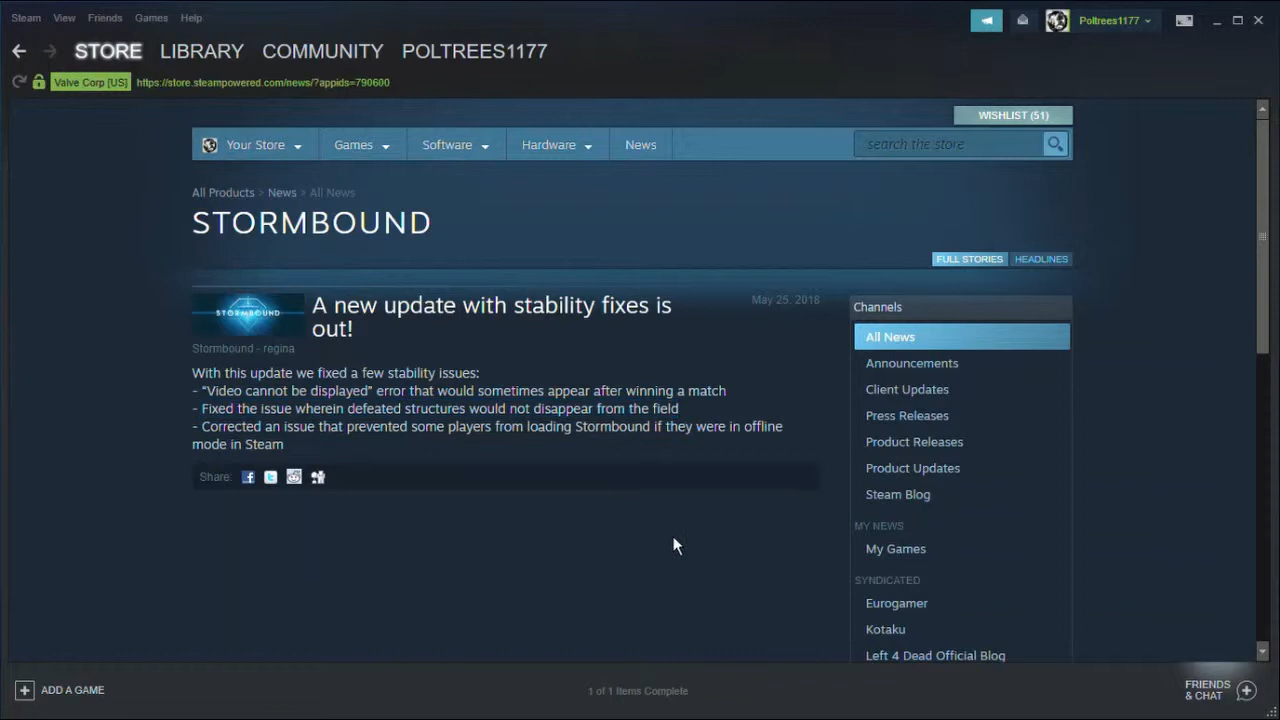 Steam View Friends Games Help
Poltrees1177
STORE LIBRARY COMMUNITY POLTREES1177
Valve Corp [US] https://store.steampowered.com/news/?appids=790600
WISHLIST (51)
Your Store Games Software Hardware News search the store
All Products > News > All News
STORMBOUND
FULL STORIES HEADLINES
STORMBOUND
A new update with stability fixes is
out!
May 25, 2018
Stormbound - regina
With this update we fixed a few stability issues:
- “Video cannot be displayed” error that would sometimes appear after winning a match
- Fixed the issue wherein defeated structures would not disappear from the field
- Corrected an issue that prevented some players from loading Stormbound if they were in offline
mode in Steam
Share:
Channels
All News
Announcements
Client Updates
Press Releases
Product Releases
Product Updates
Steam Blog
MY NEWS
My Games
SYNDICATED
Eurogamer
Kotaku
Left 4 Dead Official Blog
ADD A GAME
1 of 1 Items Complete
FRIENDS
& CHAT